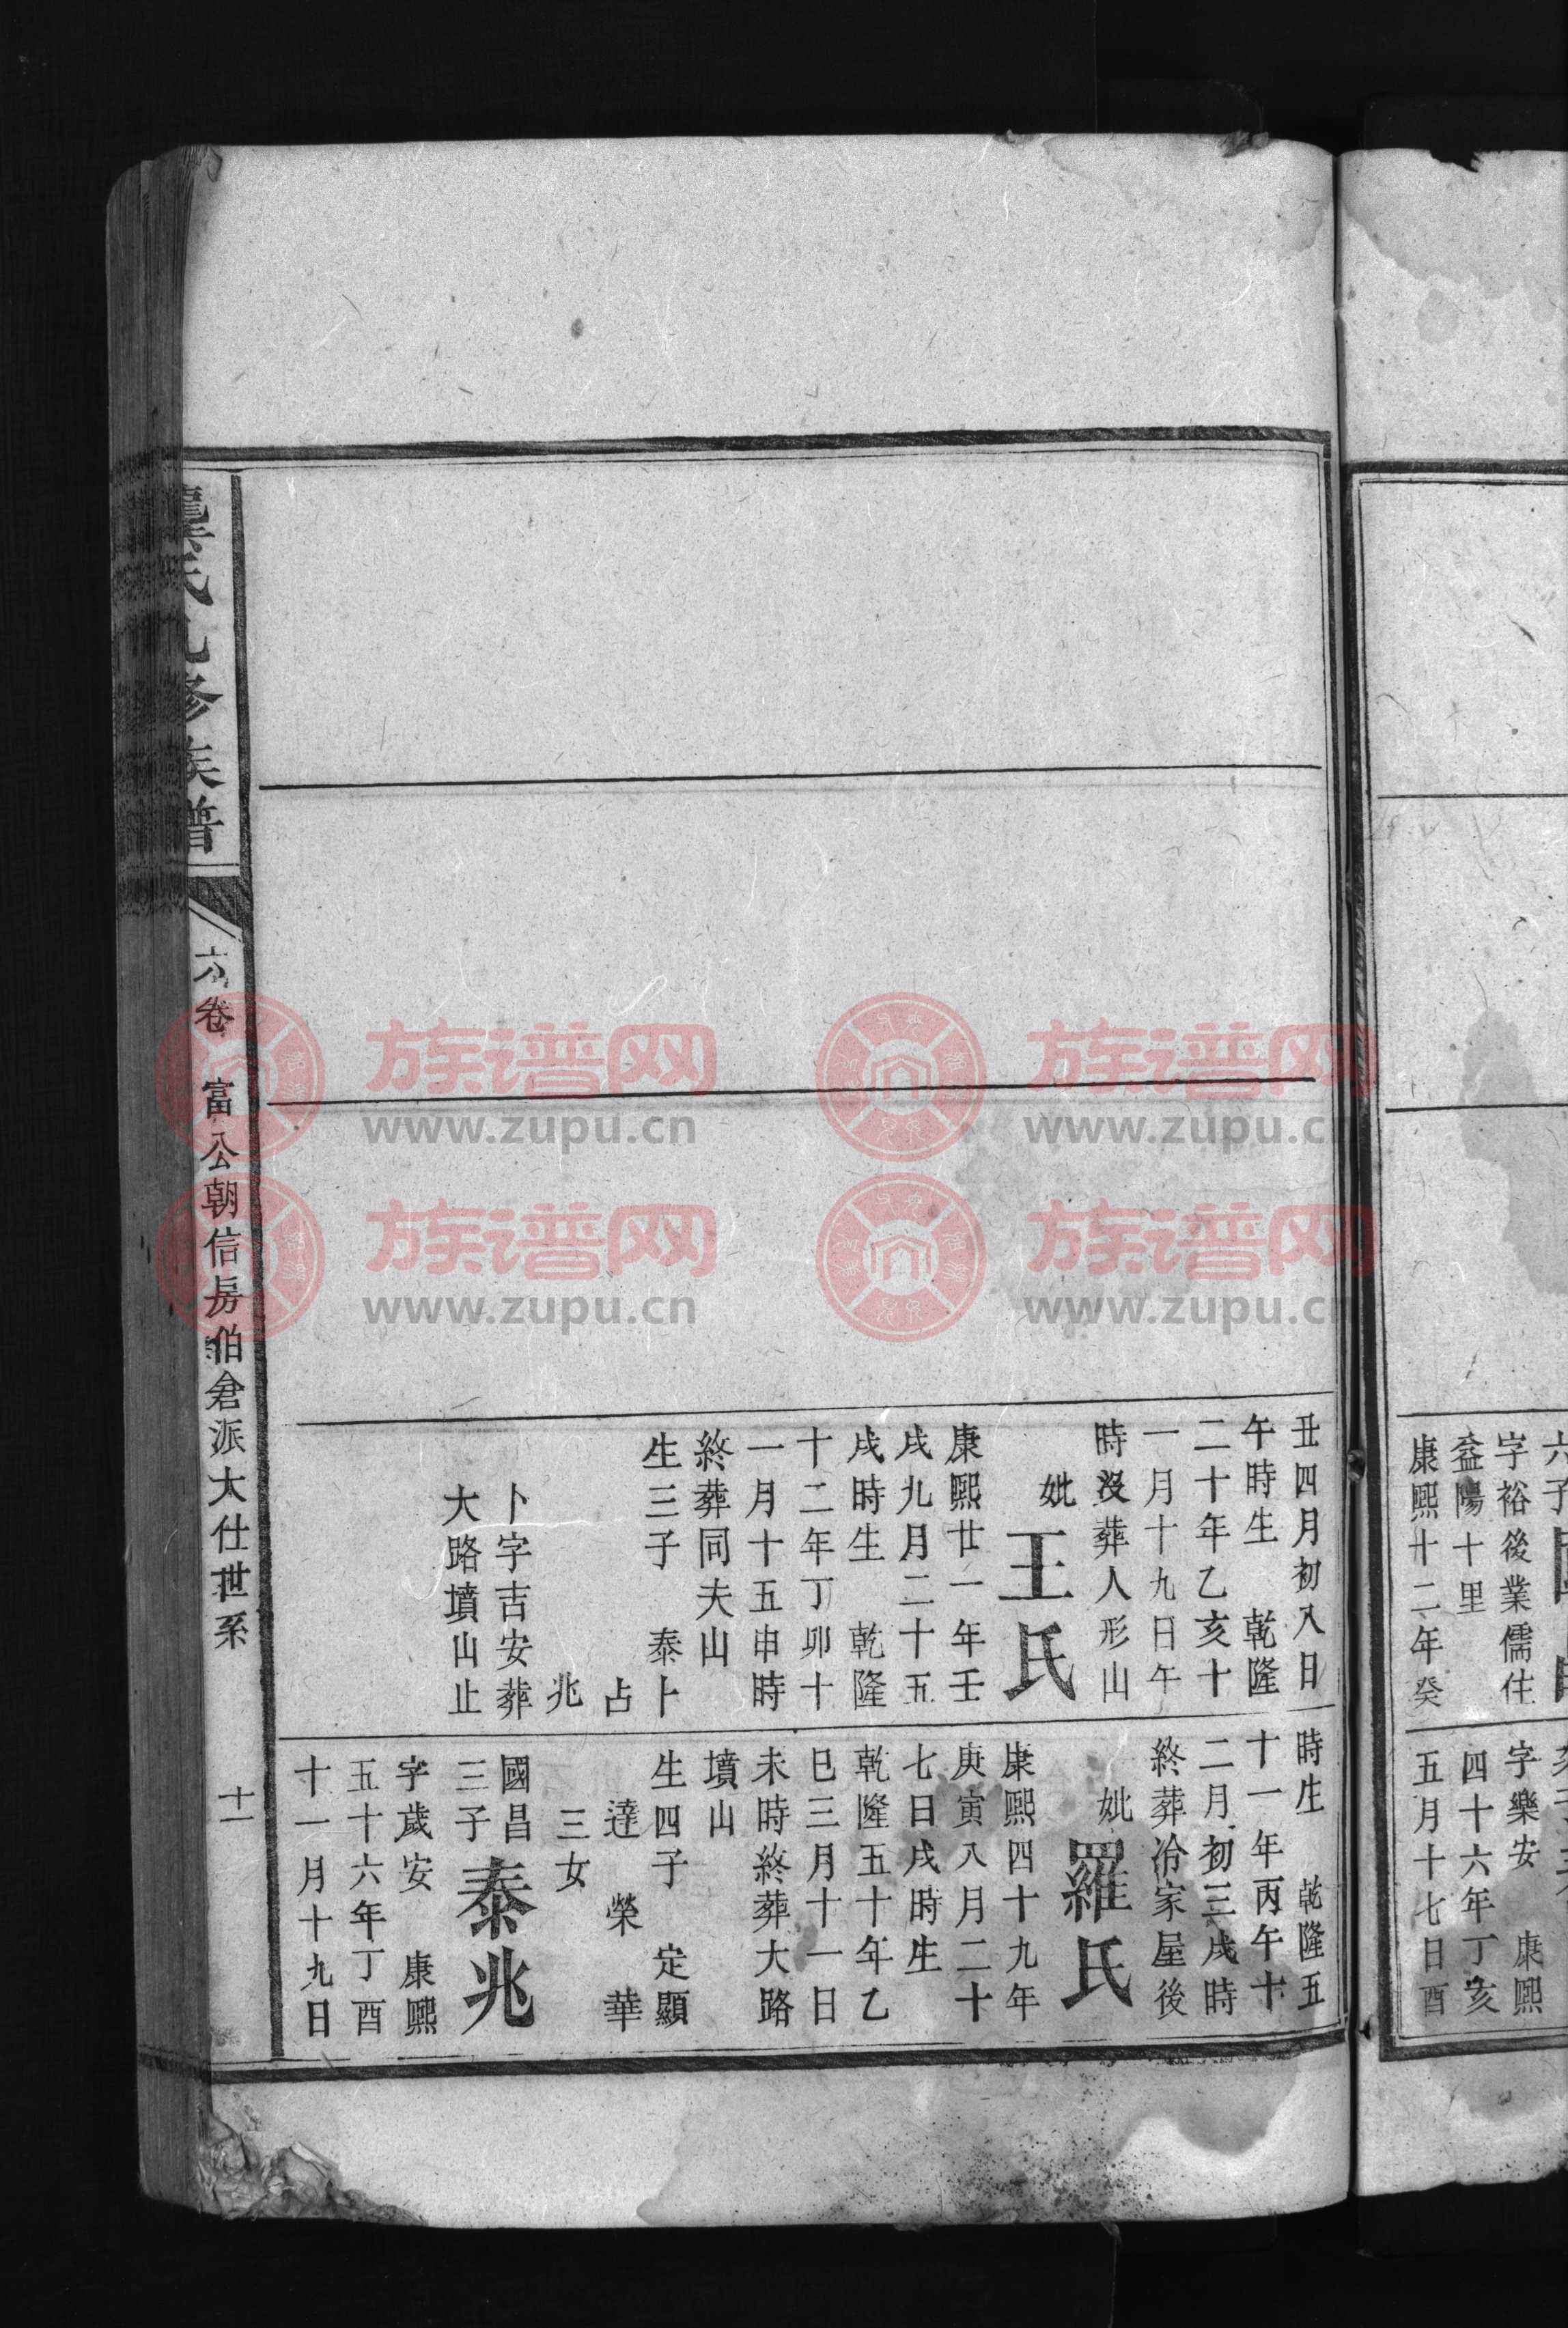 康熙十二年癸
益陽十里
字裕後業儒住
六子
五月十七日酉
四十六年丁亥
字樂安 康熙
丑四月初八日
午時生 乾隆
二十年乙亥十
一月十九日午
時沒葬人形山
妣王氏
康熙廿一年壬
戌九月二十五
戌時生 乾隆
十二年丁卯十
一月十五申時
終葬同夫山
生三子 泰卜
占
兆
卜字吉安葬
大路墳山止
時生 乾隆五
十一年丙午十
二月初三戌時
終葬冾家屋後
妣羅氏
康熙四十九年
庚寅八月二十
七日戌時生
乾隆五十年乙
巳三月十一日
未時終葬大路
墳山
生四子 定顯
達 榮 華
三女
國昌
三子泰兆
字歲安 康熙
五十六年丁酉
十一月十九日
龔氏九修族譜
六卷 富公朝信房伯倉派大仕世系 十一
族谱网
www.zupu.cn
族谱网
www.zupu.cn
族谱网
www.zupu.cn
族谱网
www.zupu.cn